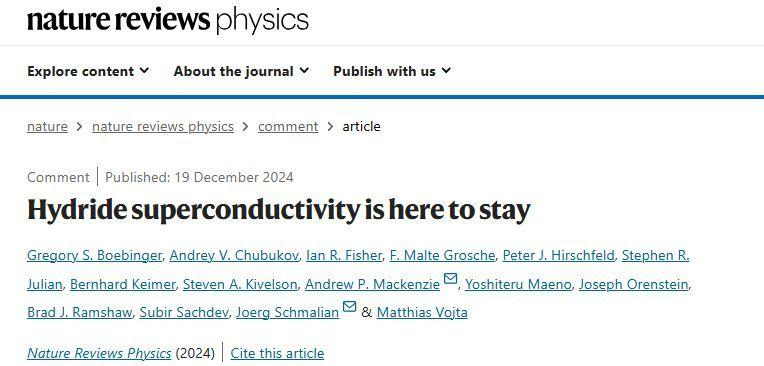 nature reviews physics
Explore content About the journal Publish with us
nature > nature reviews physics > comment > article
Comment | Published: 19 December 2024
Hydride superconductivity is here to stay
Gregory S. Boebinger, Andrey V. Chubukov, Ian R. Fisher, F. Malte Grosche, Peter J. Hirschfeld, Stephen R.
Julian, Bernhard Keimer, Steven A. Kivelson, Andrew P. Mackenzie, Yoshiteru Maeno, Joseph Orenstein,
Brad J. Ramshaw, Subir Sachdev, Joerg Schmalian & Matthias Vojta
Nature Reviews Physics (2024) | Cite this article